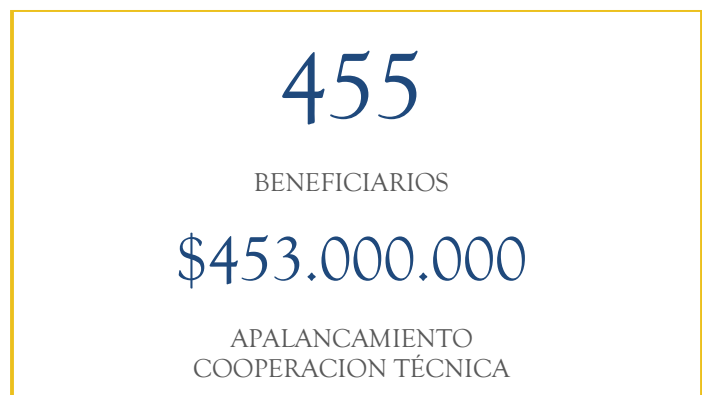 455
BENEFICIARIOS
$453.000.000
APALANCAMIENTO
COOPERACION TÉCNICA